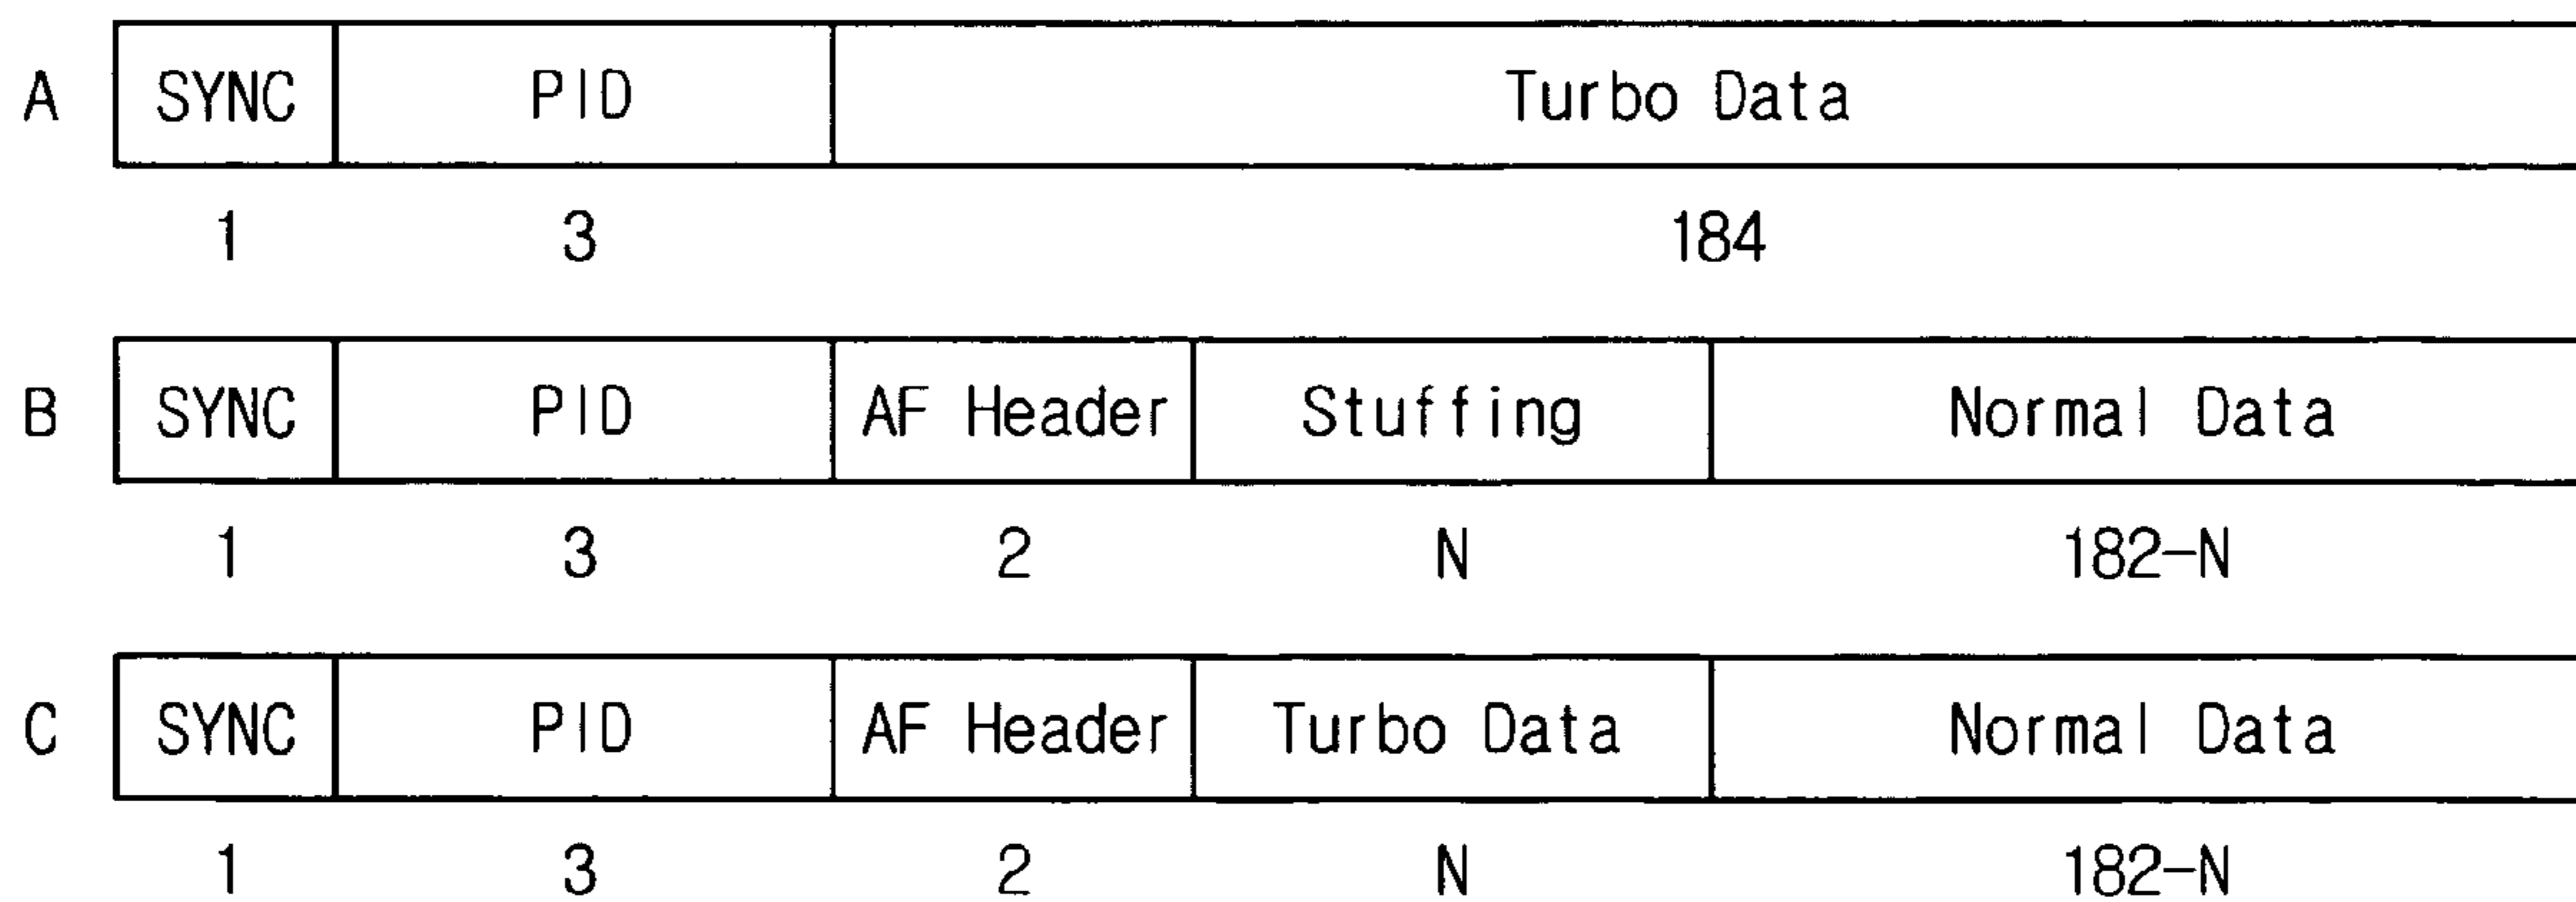 A SYNC PID Turbo Data
1 3 184
B SYNC PID AF Header Stuffing Normal Data
1 3 2 N 182-N
C SYNC PID AF Header Turbo Data Normal Data
1 3 2 N 182-N